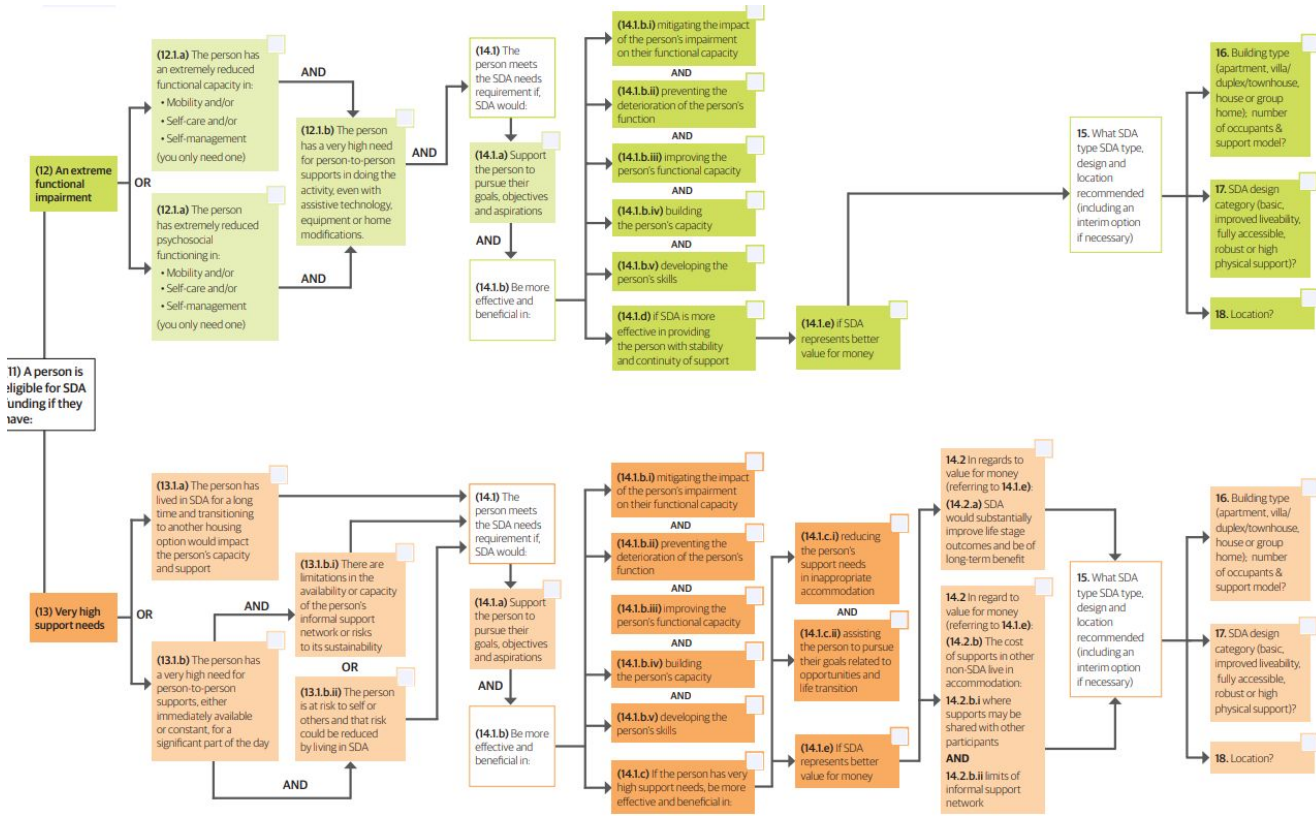 (12) An extreme
functional
impairment
OR
(12.1.a) The person has
an extremely reduced
functional capacity in:
• Mobility and/or
• Self-care and/or
• Self-management
(you only need one)
AND
(12.1.a) The person
has extremely reduced
psychosocial
functioning in:
• Mobility and/or
• Self-care and/or
• Self-management
(you only need one)
AND
(12.1.b) The person
has a very high need
for person-to-person
supports in doing the
activity, even with
assistive technology,
equipment or home
modifications.
AND
(14.1) The
person meets
the SDA needs
requirement if,
SDA would:
(14.1.a) Support
the person to
pursue their
goals, objectives
and aspirations
AND
(14.1.b) Be more
effective and
beneficial in:
(14.1.b.i) mitigating the impact
of the person's impairment
on their functional capacity
AND
(14.1.b.ii) preventing the
deterioration of the person's
function
AND
(14.1.b.iii) improving the
person's functional capacity
AND
(14.1.b.iv) building
the person's capacity
AND
(14.1.b.v) developing the
person's skills
(14.1.d) if SDA is more
effective in providing
the person with stability
and continuity of support
(14.1.e) if SDA
represents better
value for money
15. What SDA
type SDA type,
design and
location
recommended
(including an
interim option
if necessary)
16. Building type
(apartment, villa/
duplex/townhouse,
house or group
home); number
of occupants &
support model?
17. SDA design
category (basic,
improved liveability,
fully accessible,
robust or high
physical support)?
18. Location?
11) A person is
eligible for SDA
funding if they
have:
(13) Very high
support needs
OR
(13.1.a) The person has
lived in SDA for a long
time and transitioning
to another housing
option would impact
the person's capacity
and support
(13.1.b) The person has
a very high need for
person-to-person
supports, either
immediately available
or constant, for a
significant part of the day
AND
(13.1.b.i) There are
limitations in the
availability or capacity
of the person's
informal support
network or risks
to its sustainability
OR
(13.1.b.ii) The person
is at risk to self or
others and that risk
could be reduced
by living in SDA
AND
(14.1) The
person meets
the SDA needs
requirement if,
SDA would:
(14.1.a) Support
the person to
pursue their
goals, objectives
and aspirations
AND
(14.1.b) Be more
effective and
beneficial in:
(14.1.b.i) mitigating the impact
of the person's impairment
on their functional capacity
AND
(14.1.b.ii) preventing the
deterioration of the person's
function
AND
(14.1.b.iii) improving the
person's functional capacity
AND
(14.1.b.iv) building
the person's capacity
AND
(14.1.b.v) developing the
person's skills
(14.1.c) If the person has very
high support needs, be more
effective and beneficial in:
(14.1.c.i) reducing
the person's
support needs
in inappropriate
accommodation
AND
(14.1.c.ii) assisting
the person to pursue
their goals related to
opportunities and
life transition
(14.1.e) If SDA
represents better
value for money
14.2 In regards to
value for money
(referring to 14.1.e):
(14.2.a) SDA
would substantially
improve life stage
outcomes and be of
long-term benefit
14.2 In regard to
value for money
(referring to 14.1.e):
(14.2.b) The cost
of supports in other
non-SDA live in
accommodation:
14.2.b.i where
supports may be
shared with other
participants
AND
14.2.b.ii limits of
informal support
network
15. What SDA
type SDA type,
design and
location
recommended
(including an
interim option
if necessary)
16. Building type
(apartment, villa/
duplex/townhouse,
house or group
home); number
of occupants &
support model?
17. SDA design
category (basic,
improved liveability,
fully accessible,
robust or high
physical support)?
18. Location?